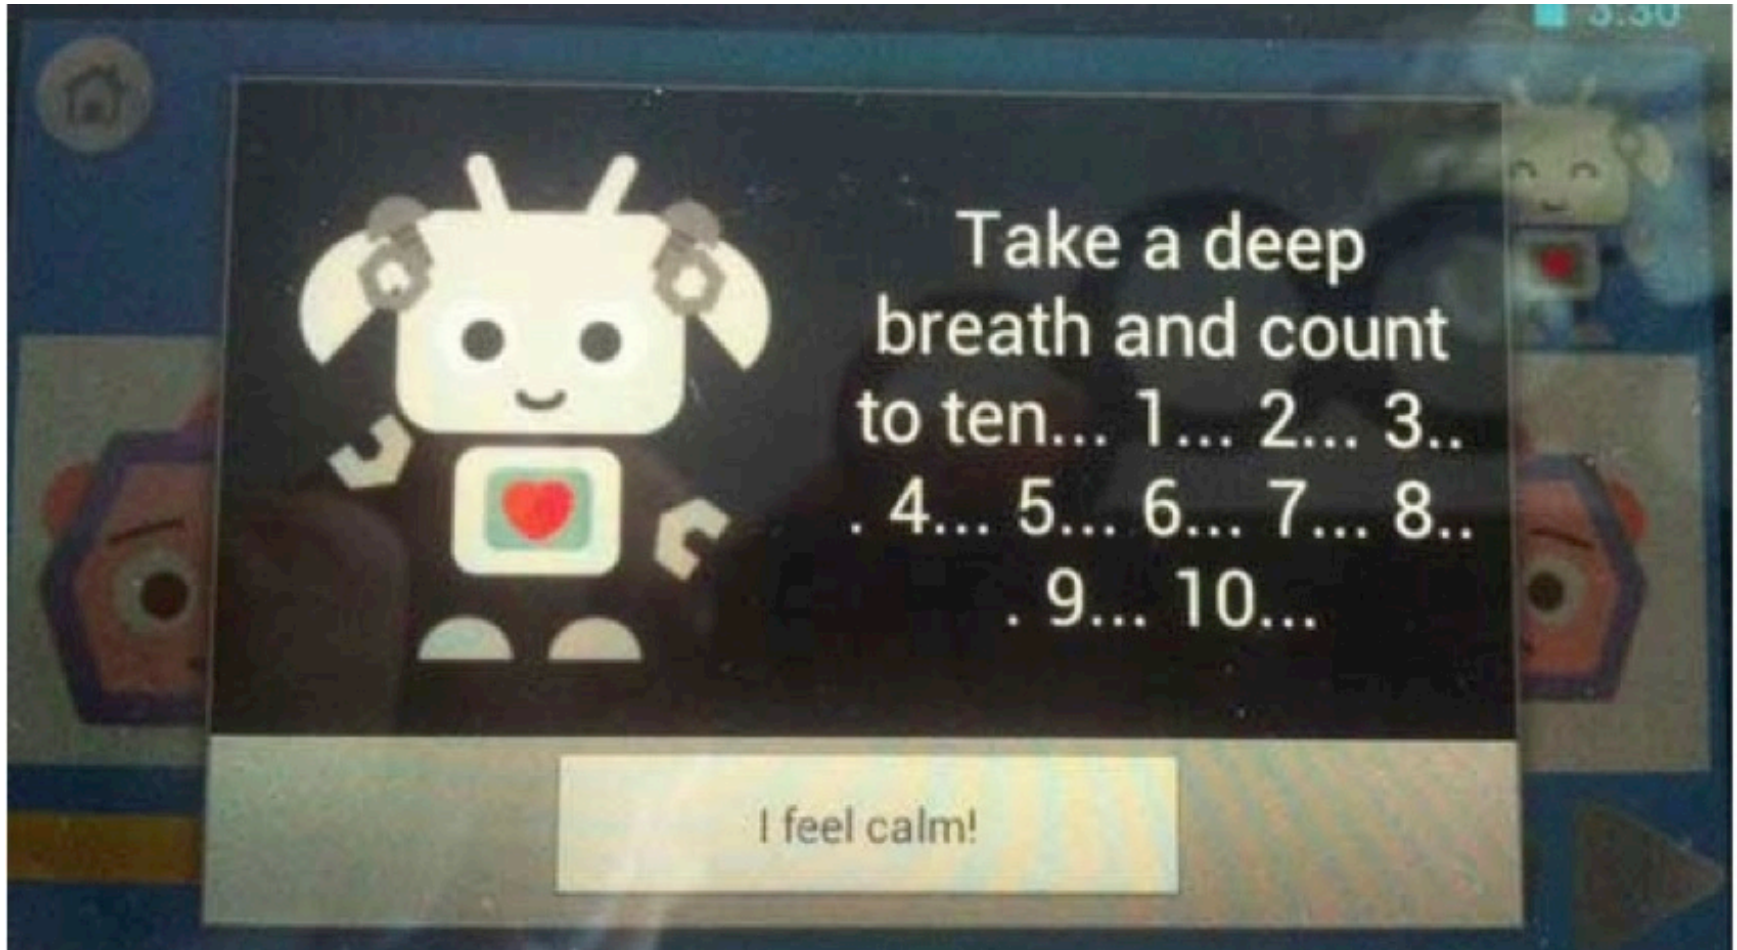 Take a deep
breath and count
to ten... 1... 2... 3..
. 4... 5... 6... 7... 8..
. 9... 10...
I feel calm!